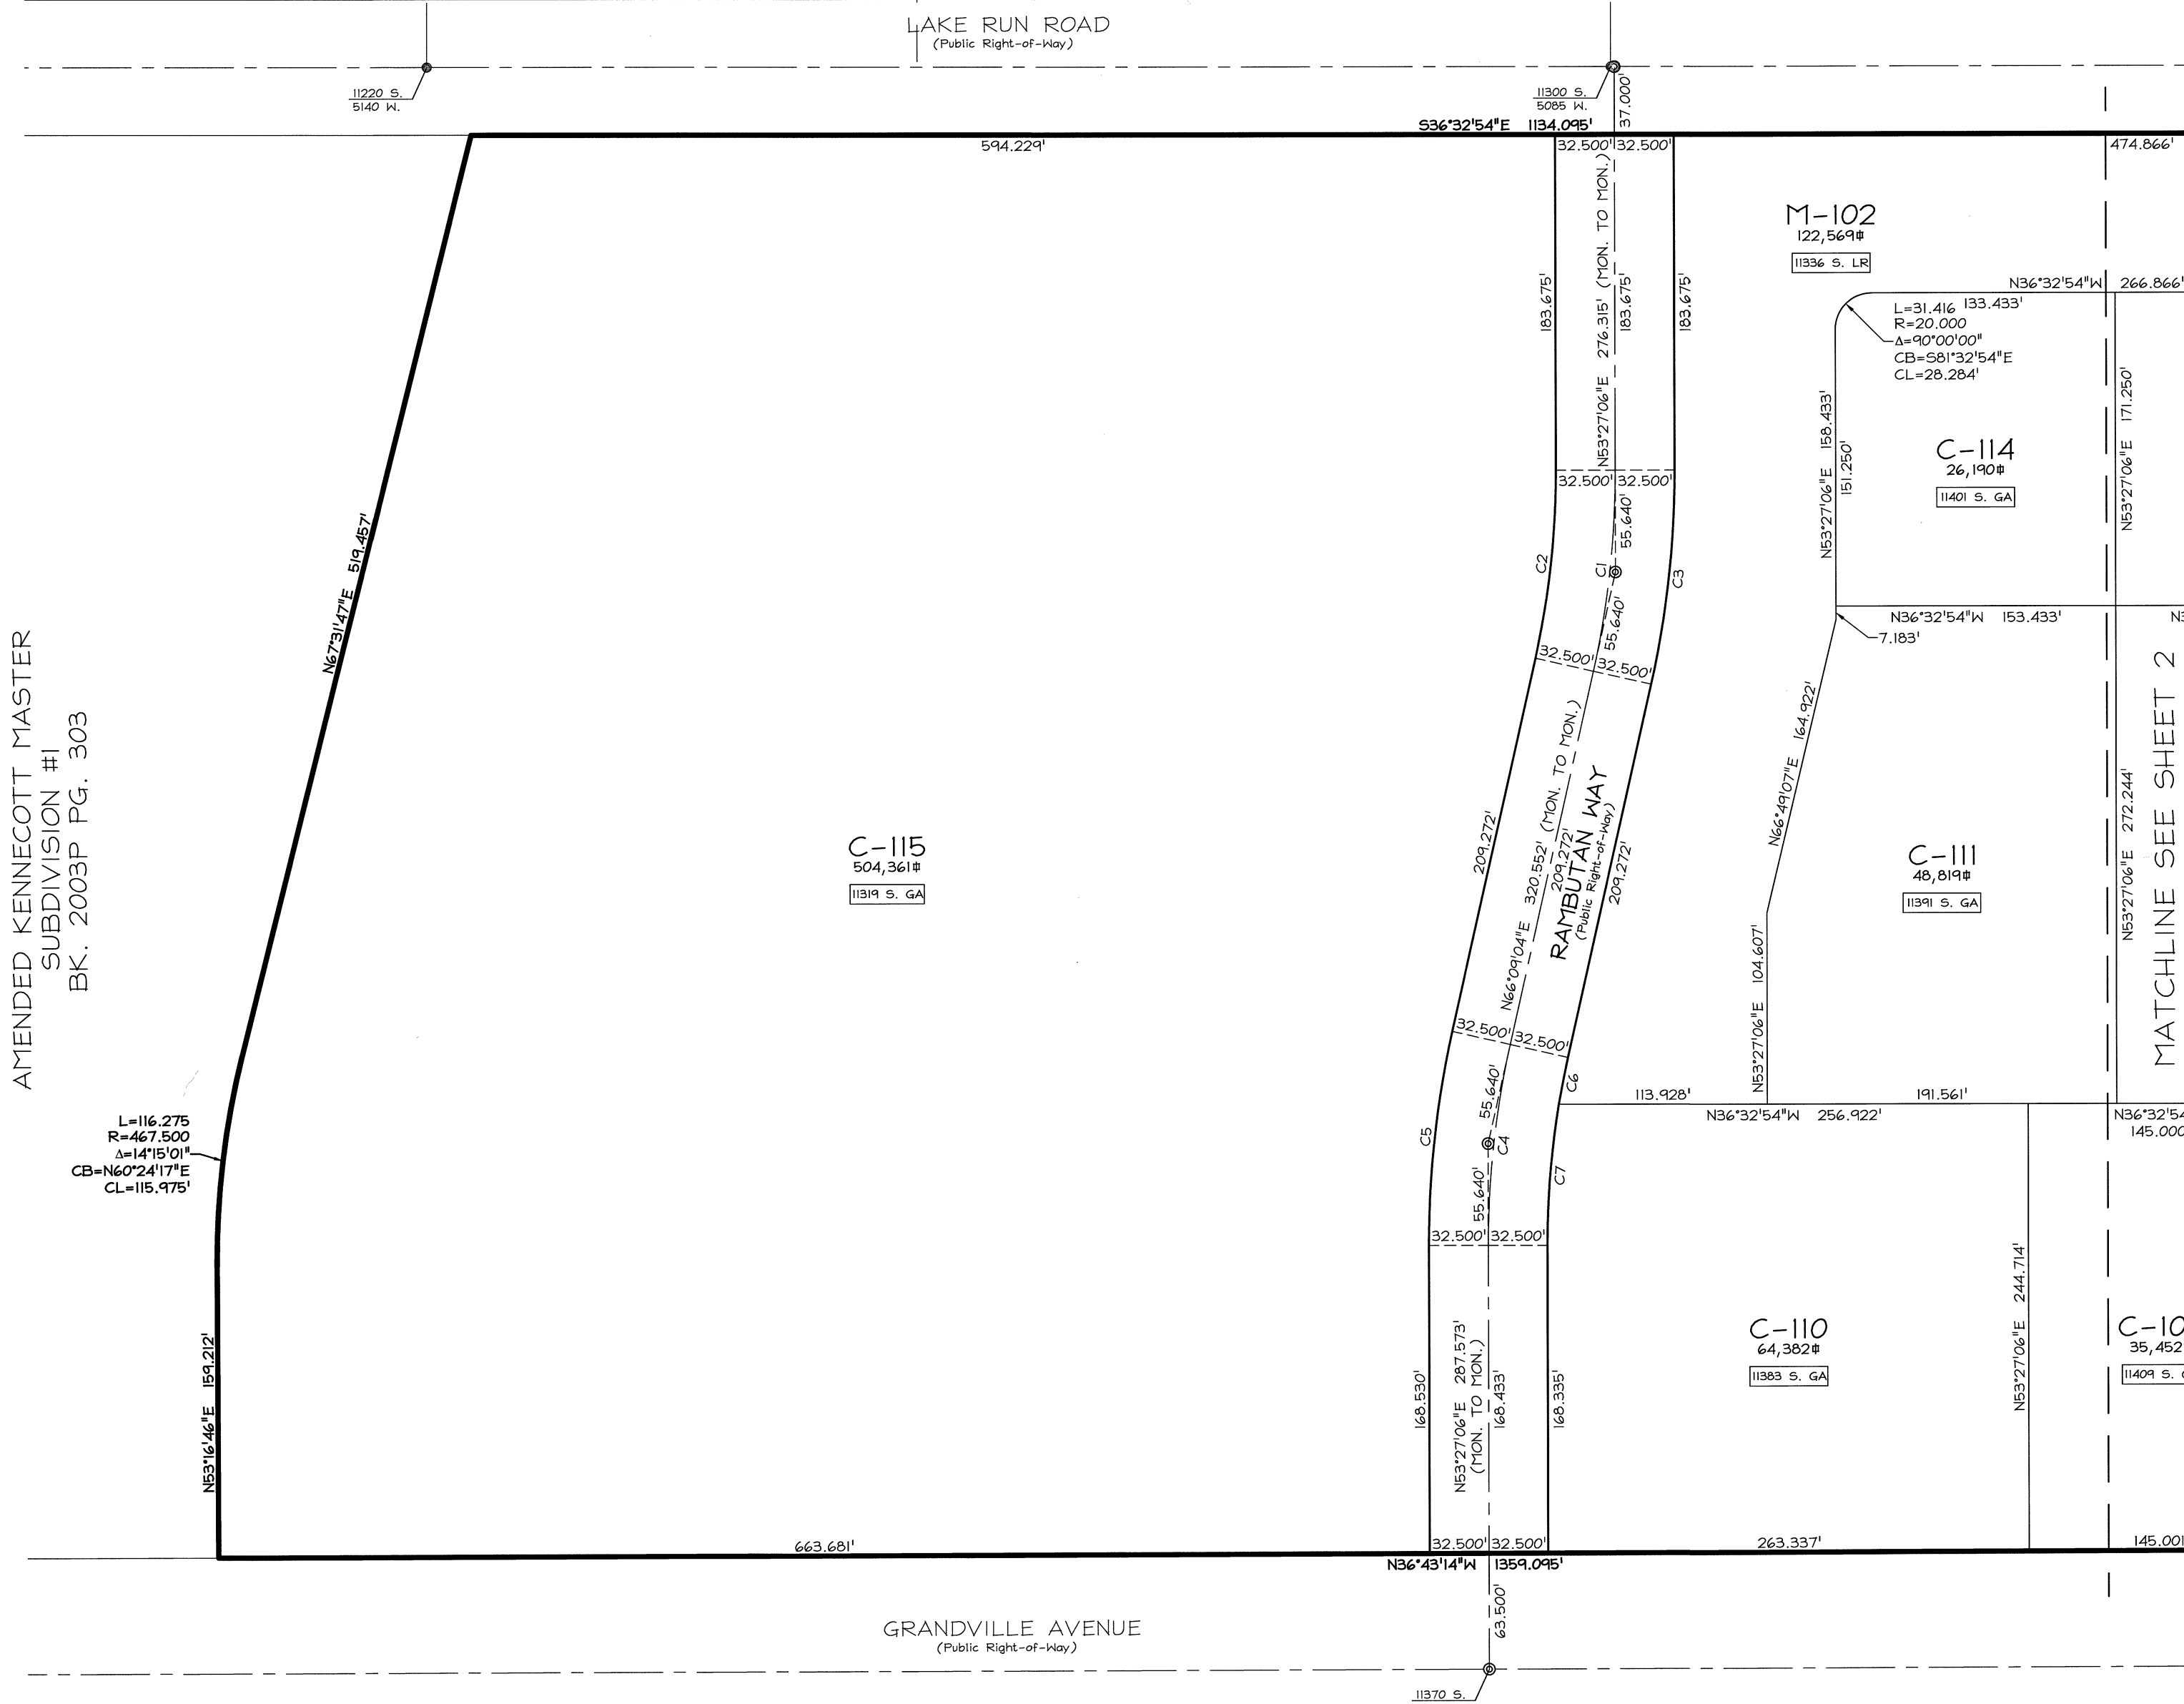 LAKE RUN ROAD
(Public Right-of-Way)
11220 S.
5140 W.
11300 S.
5085 W.
37.000'
S36°32'54"E 1134.095'
594.229'
32.500' 32.500'
474.866'
M-102
122,569
11336 S. LR
183.675'
N53°27'06"E 276.315' (MON. TO MON.)
183.675'
183.675'
N36°32'54"W 266.866'
133.433'
L=31.416
R=20.000
Δ=90°00'00"
CB=S81°32'54"E
CL=28.284'
N53°27'06"E 158.433'
151.250'
N53°27'06"E 171.250'
C-114
26,190
11401 S. GA
32.500' 32.500'
55.640'
C2
C1
C3
55.640'
N67°31'47"E 519.457'
N36°32'54"W 153.433'
7.183'
32.500' 32.500'
AMENDED KENNECOTT MASTER
SUBDIVISION #1
BK. 2003P PG. 303
MATCHLINE SEE SHEET 2
N66°49'07"E 164.922'
209.272'
N66°09'04"E 320.552' (MON. TO MON.)
209.272'
RAMBUTAN WAY
(Public Right-of-Way)
209.272'
C-115
504,361
11319 S. GA
C-111
48,819
11391 S. GA
N53°27'06"E 272.244'
N53°27'06"E 104.607'
32.500' 32.500'
55.640'
C6
113.928'
191.561'
N36°32'54"W 256.922'
N36°32'54
145.000
L=116.275
R=467.500
Δ=14°15'01"
CB=N60°24'17"E
CL=115.975'
C5
C4
C7
55.640'
32.500' 32.500'
N53°16'46"E 159.212'
168.530'
N53°27'06"E 287.573'
(MON. TO MON.)
168.433'
168.335'
C-110
64,382
11383 S. GA
N53°27'06"E 244.714'
C-10
35,452
11409 S.
663.681'
32.500' 32.500'
263.337'
145.001
N36°43'14"W 1359.095'
63.500'
GRANDVILLE AVENUE
(Public Right-of-Way)
11370 S.